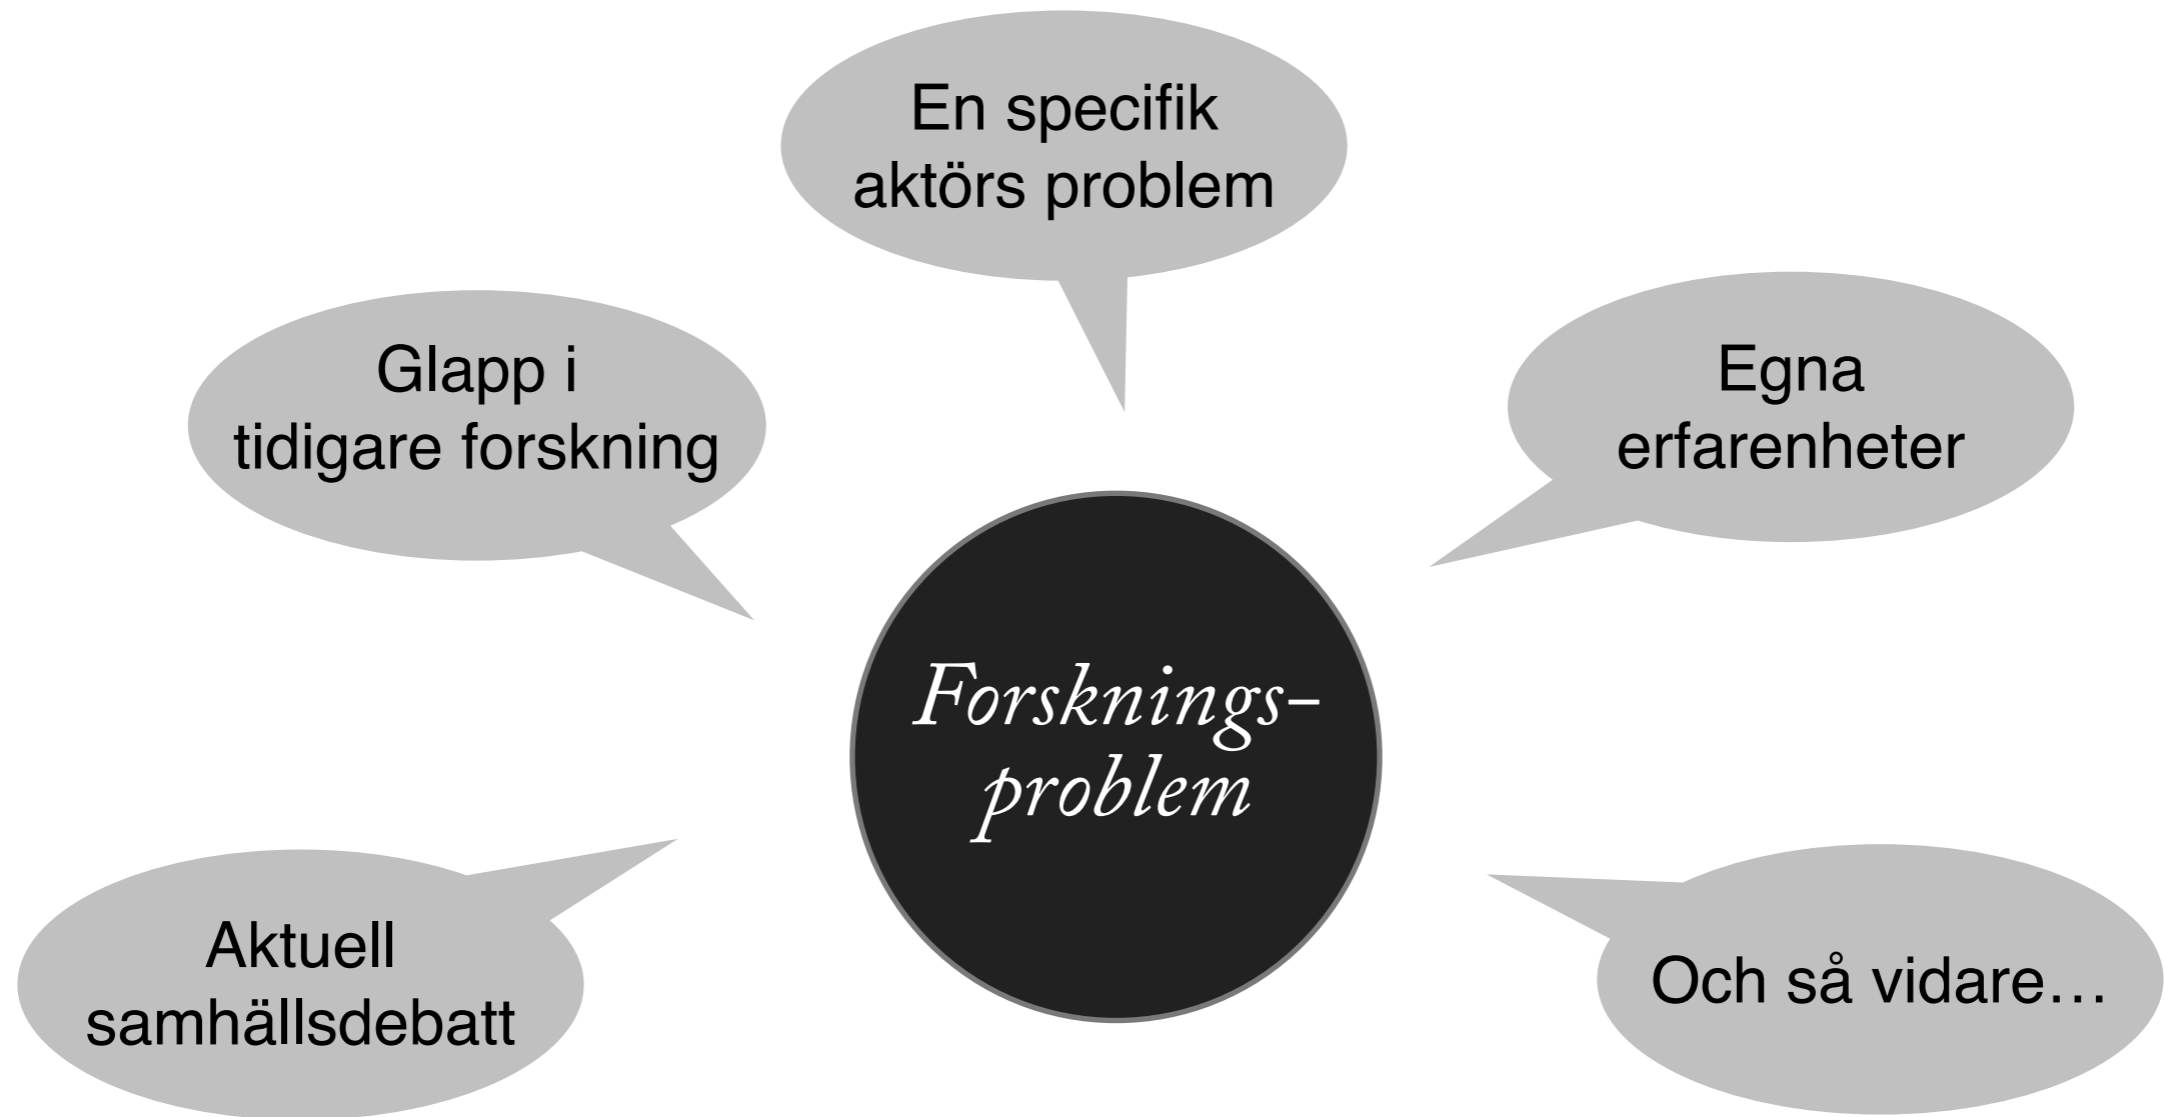 En specifik
aktörs problem
Glapp i
tidigare forskning
Egna
erfarenheter
Forsknings-
problem
Aktuell
samhällsdebatt
Och så vidare…